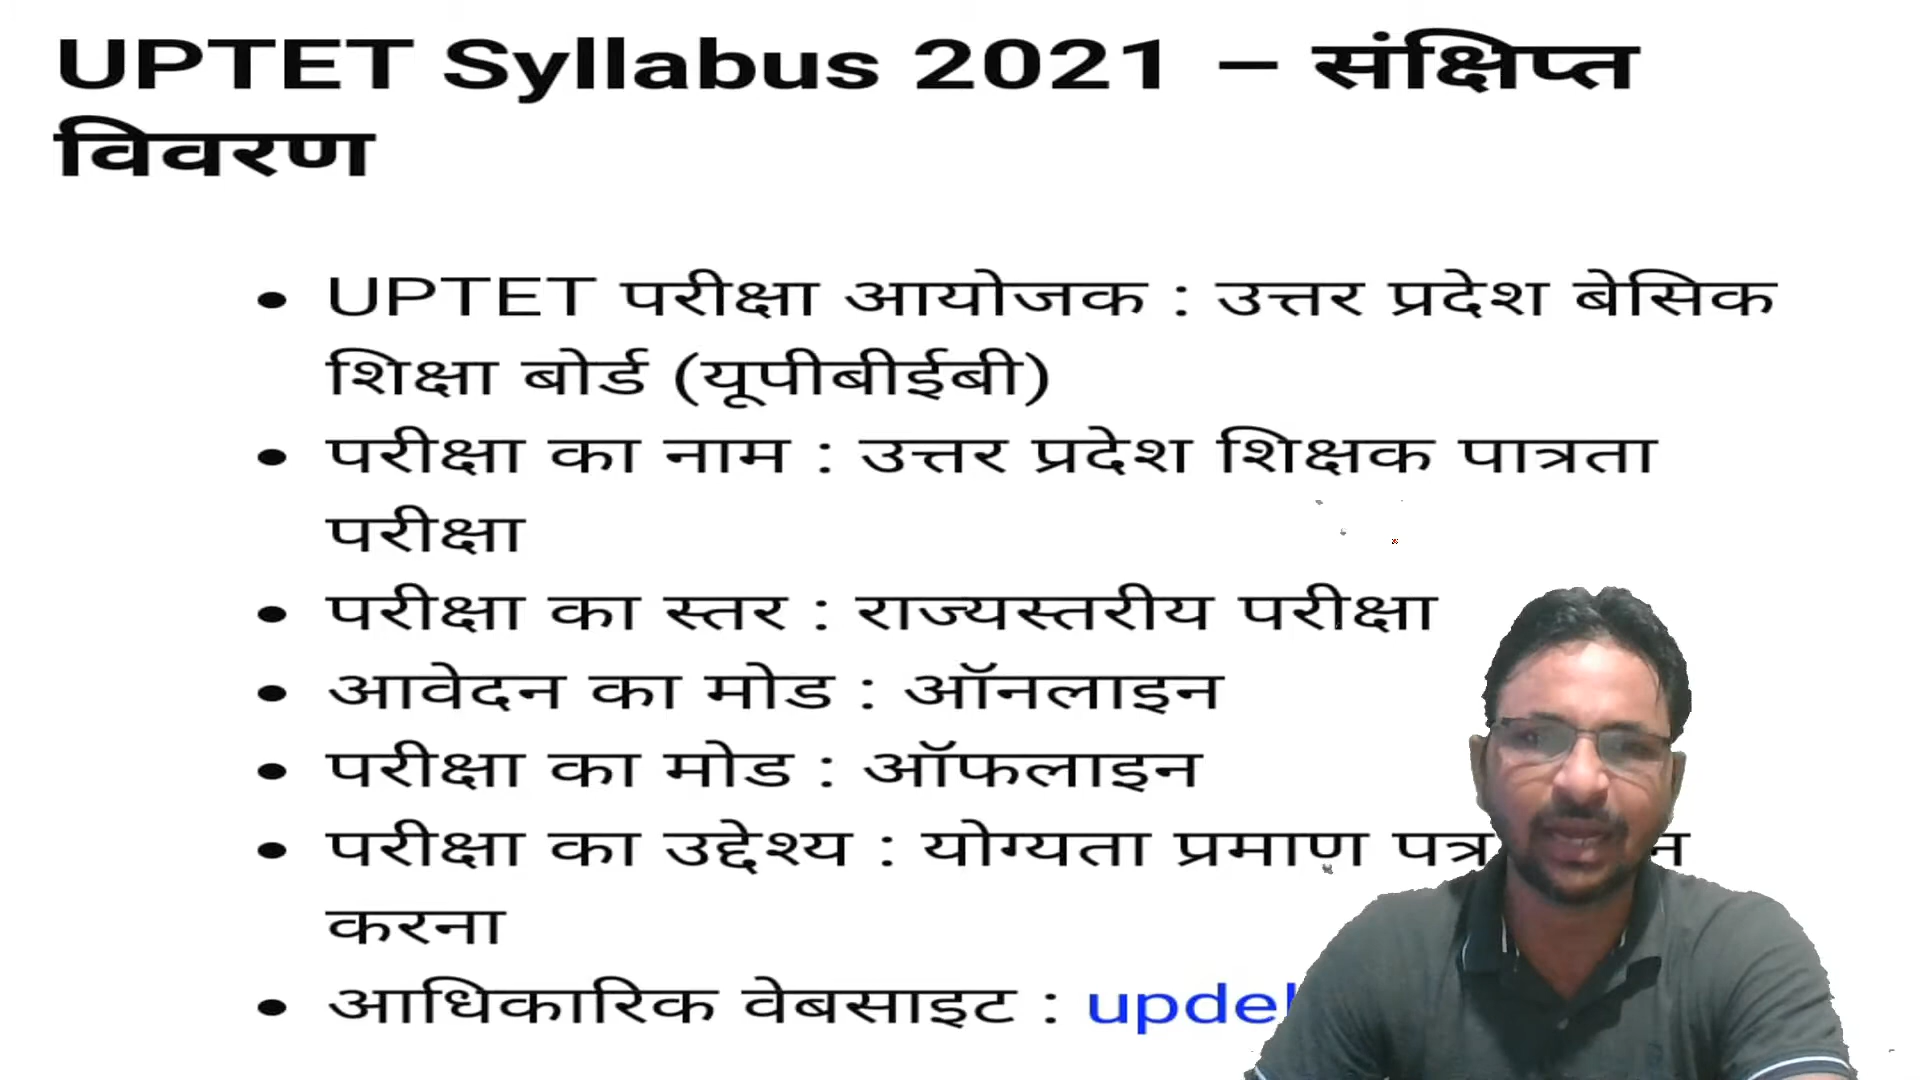 UPTET Syllabus 2021 – संक्षिप्त
विवरण
• UPTET परीक्षा आयोजक : उत्तर प्रदेश बेसिक
शिक्षा बोर्ड (यूपीबीईबी)
• परीक्षा का नाम : उत्तर प्रदेश शिक्षक पात्रता
परीक्षा
• परीक्षा का स्तर : राज्यस्तरीय परीक्षा
• आवेदन का मोड : ऑनलाइन
• परीक्षा का मोड : ऑफलाइन
• परीक्षा का उद्देश्य : योग्यता प्रमाण पत्र
करना
• आधिकारिक वेबसाइट :